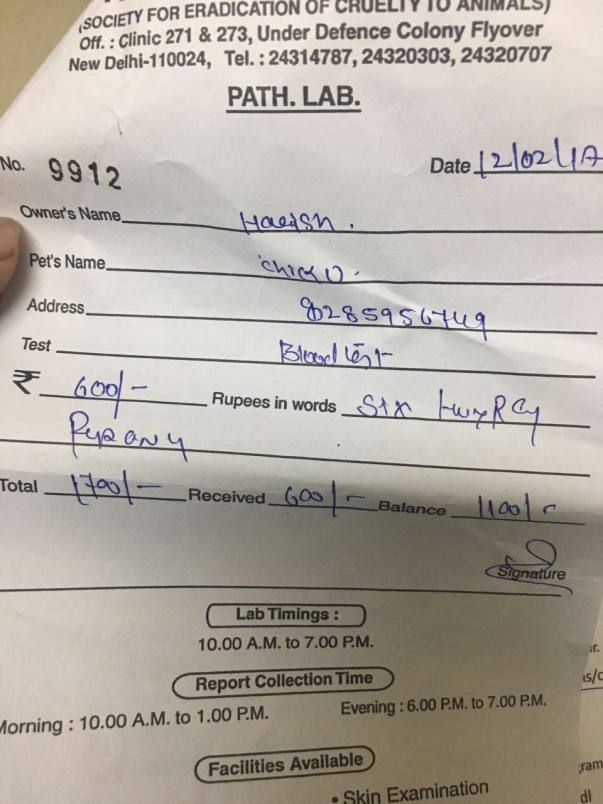 (SOCIETY FOR ERADICATION OF CRUELTY TO ANIMALS)
Off. : Clinic 271 & 273, Under Defence Colony Flyover
New Delhi-110024, Tel. : 24314787, 24320303, 24320707
PATH. LAB.
No. 9912 Date 12/02/17
Owner's Name Harish .
Pet's Name
Address 8285956749
Test Blood test
₹ 600/- Rupees in words Six
Total 1700/- Received 600/- Balance 1100/-
Signature
Lab Timings :
10.00 A.M. to 7.00 P.M.
Report Collection Time
Morning : 10.00 A.M. to 1.00 P.M. Evening : 6.00 P.M. to 7.00 P.M.
Facilities Available
• Skin Examination